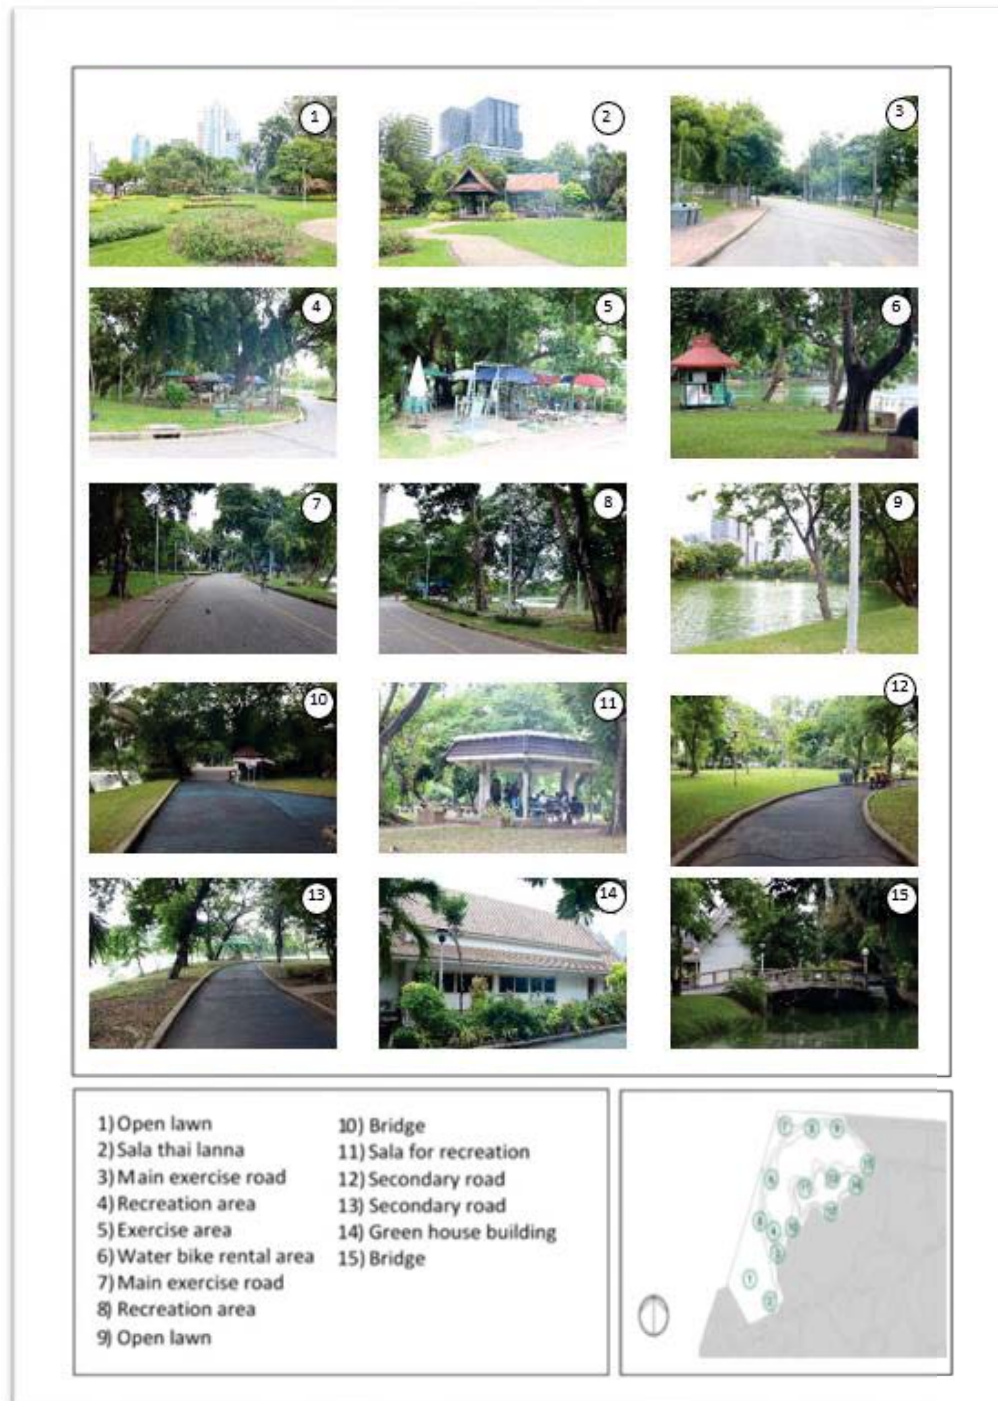 1
2
3
4
5
6
7
8
9
10
11
12
13
14
15
1) Open lawn
2) Sala thai lanna
3) Main exercise road
4) Recreation area
5) Exercise area
6) Water bike rental area
7) Main exercise road
8) Recreation area
9) Open lawn
10) Bridge
11) Sala for recreation
12) Secondary road
13) Secondary road
14) Green house building
15) Bridge